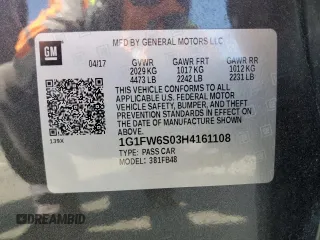 GM
MFD BY GENERAL MOTORS LLC
04/17 GVWR GAWR FRT GAWR RR
2029 KG 1017 KG 1012 KG
4473 LB 2242 LB 2231 LB
THIS VEHICLE CONFORMS TO ALL
APPLICABLE U.S. FEDERAL MOTOR
VEHICLE SAFETY, BUMPER, AND THEFT
PREVENTION STANDARDS IN EFFECT ON
THE DATE OF MANUFACTURE SHOWN ABOVE.
1G1FW6S03H4161108
TYPE: PASS CAR
139X MODEL: 381FB48
DREAMBID